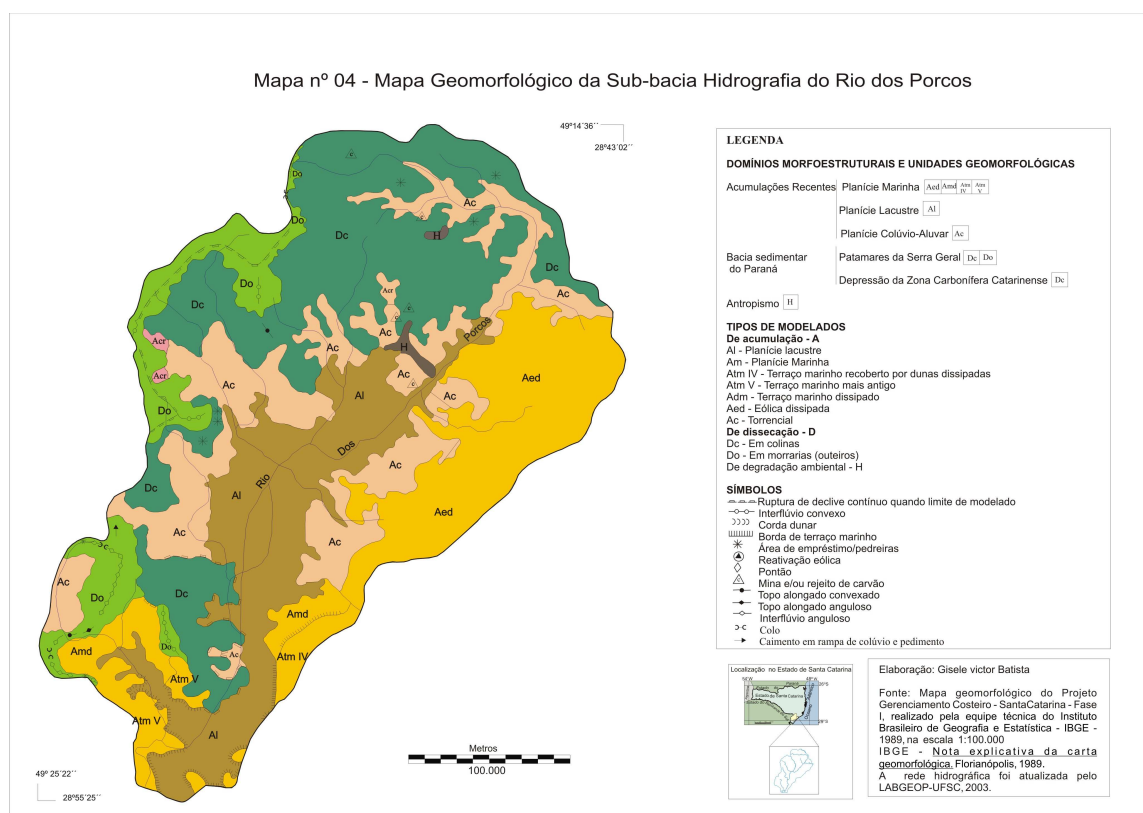 Mapa nº 04 - Mapa Geomorfológico da Sub-bacia Hidrografia do Rio dos Porcos
49º14´36´´
28º43´02´´
Do
Ac
Do
Dc
H
Do
Dc
Dc
Ac
Acr
Ac
Porcos
Acr
Ac
H
Aed
Acr
Ac
Al
Ac
Do
Dos
Ac
Dc
Rio
Al
Aed
Ac
Ac
Ac
Do
Dc
Amd
Amd
Do
Ac
Atm IV
Atm V
Atm V
Al
49º 25´22´´
28º55´25´´
Metros
100.000
LEGENDA
DOMÍNIOS MORFOESTRUTURAIS E UNIDADES GEOMORFOLÓGICAS
Acumulações Recentes Planície Marinha Aed Amd Atm IV Atm V
Planície Lacustre Al
Planície Colúvio-Aluvar Ac
Bacia sedimentar do Paraná Patamares da Serra Geral Dc Do
Depressão da Zona Carbonífera Catarinense Dc
Antropismo H
TIPOS DE MODELADOS
De acumulação - A
Al - Planície lacustre
Am - Planície Marinha
Atm IV - Terraço marinho recoberto por dunas dissipadas
Atm V - Terraço marinho mais antigo
Adm - Terraço marinho dissipado
Aed - Eólica dissipada
Ac - Torrencial
De dissecação - D
Dc - Em colinas
Do - Em morrarias (outeiros)
De degradação ambiental - H
SÍMBOLOS
Ruptura de declive contínuo quando limite de modelado
Interflúvio convexo
Corda dunar
Borda de terraço marinho
Área de empréstimo/pedreiras
Reativação eólica
Pontão
Mina e/ou rejeito de carvão
Topo alongado convexado
Topo alongado anguloso
Interflúvio anguloso
Colo
Caimento em rampa de colúvio e pedimento
Localização no Estado de Santa Catarina
Estado de Santa Catarina
Elaboração: Gisele victor Batista
Fonte: Mapa geomorfológico do Projeto
Gerenciamento Costeiro - SantaCatarina - Fase
I, realizado pela equipe técnica do Instituto
Brasileiro de Geografia e Estatística - IBGE -
1989, na escala 1:100.000
IBGE - Nota explicativa da carta
geomorfológica. Florianópolis, 1989.
A rede hidrográfica foi atualizada pelo
LABGEOP-UFSC, 2003.